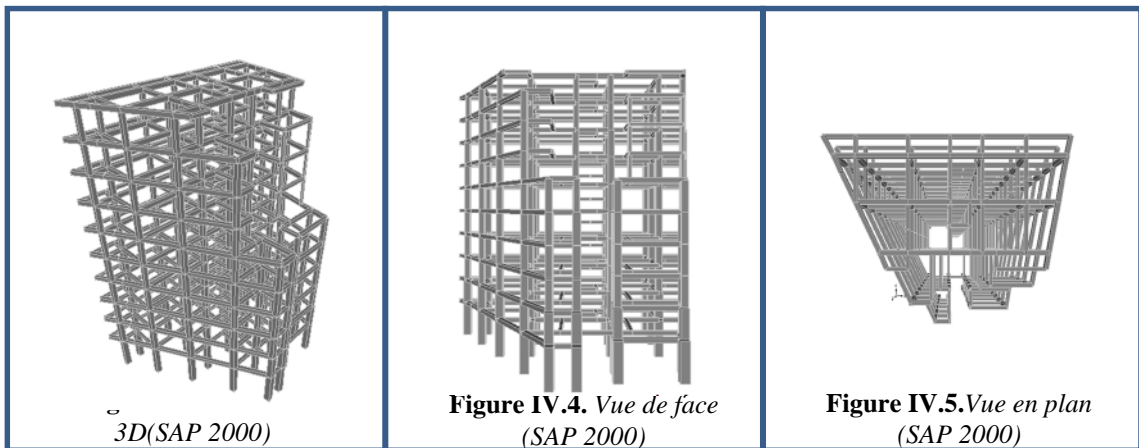 3D(SAP 2000)
Figure IV.4. Vue de face
(SAP 2000)
Figure IV.5.Vue en plan
(SAP 2000)